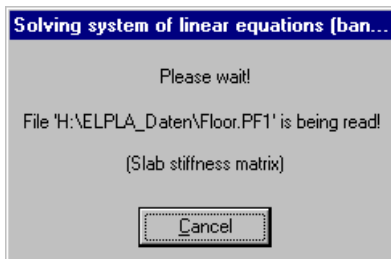 Solving system of linear equations (ban...
Please wait!
File 'H:\ELPLA_Daten\Floor.PF1' is being read!
(Slab stiffness matrix)
Cancel